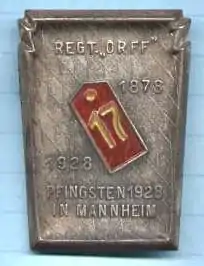 REGT. „ORFF"
1878
17
1928
PFINGSTEN 1928
IN MANNHEIM